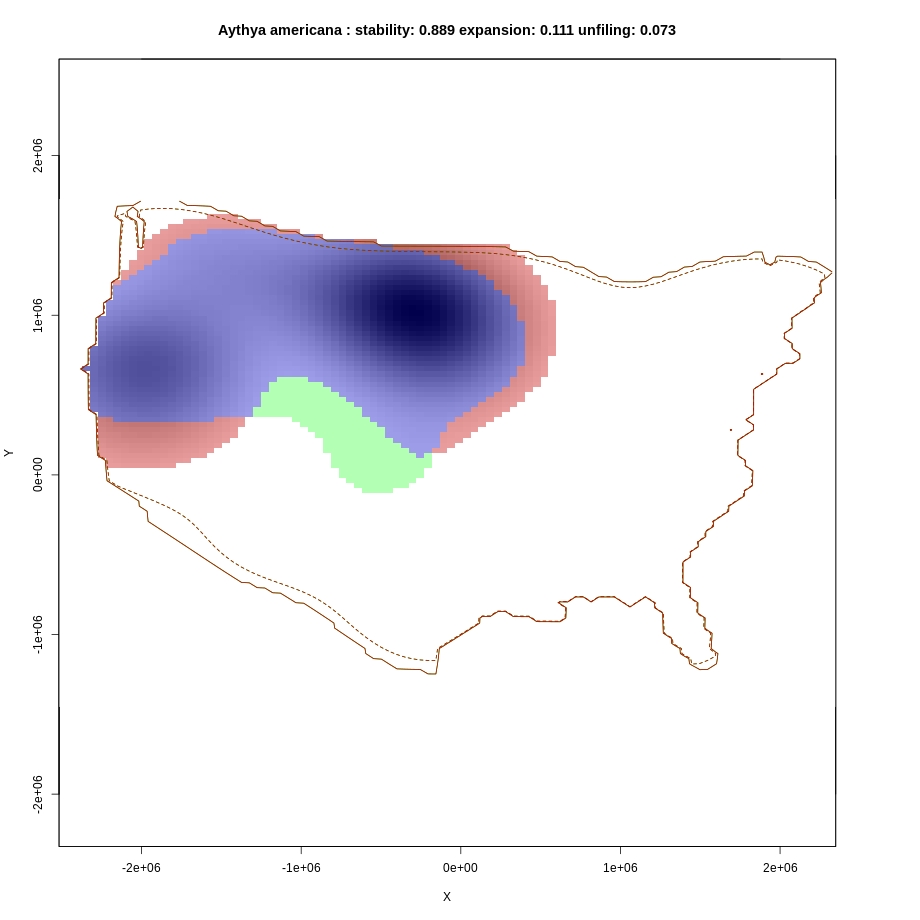 Aythya americana : stability: 0.889 expansion: 0.111 unfiling: 0.073
2e+06
1e+06
0e+00
-1e+06
-2e+06
Y
-2e+06 -1e+06 0e+00 1e+06 2e+06
X